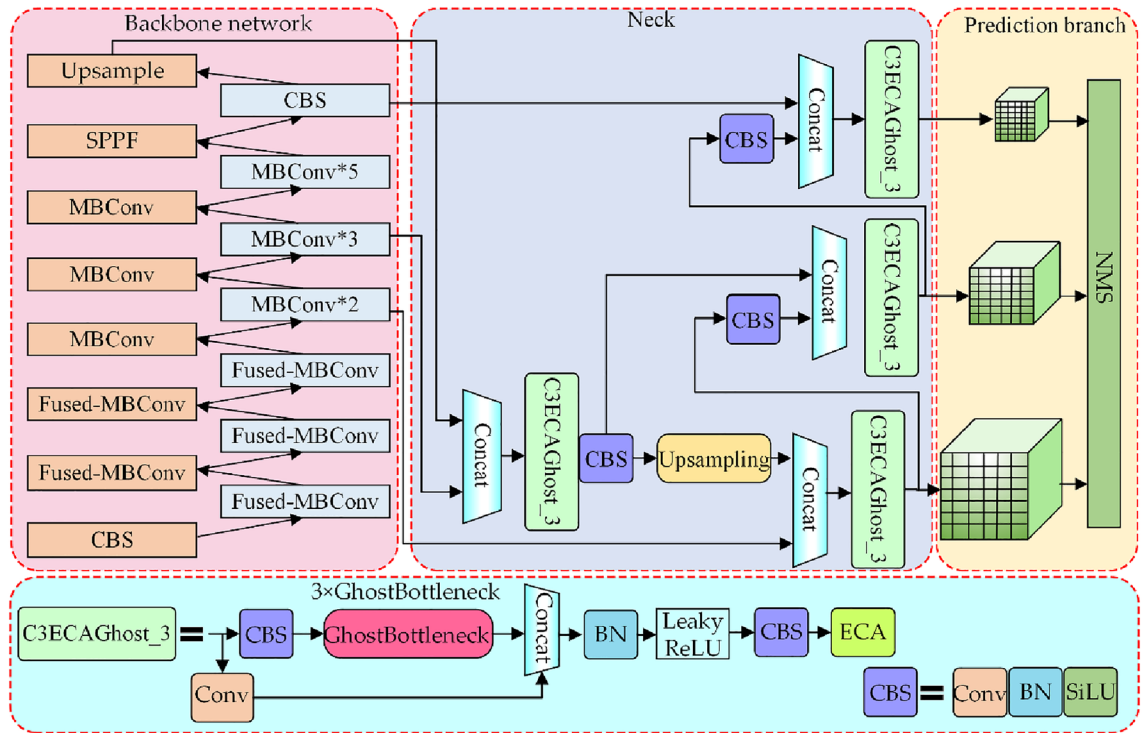 Backbone network
Neck
Prediction branch
Upsample
CBS
SPPF
MBConv*5
MBConv
MBConv*3
MBConv
MBConv*2
MBConv
Fused-MBConv
Fused-MBConv
Fused-MBConv
Fused-MBConv
Fused-MBConv
CBS
Concat
C3ECAGhost_3
CBS
Upsampling
Concat
C3ECAGhost_3
CBS
Concat
C3ECAGhost_3
CBS
Concat
C3ECAGhost_3
NMS
3×GhostBottleneck
C3ECAGhost_3
=
CBS
GhostBottleneck
Concat
BN
Leaky
ReLU
CBS
ECA
Conv
CBS
=
Conv
BN
SiLU